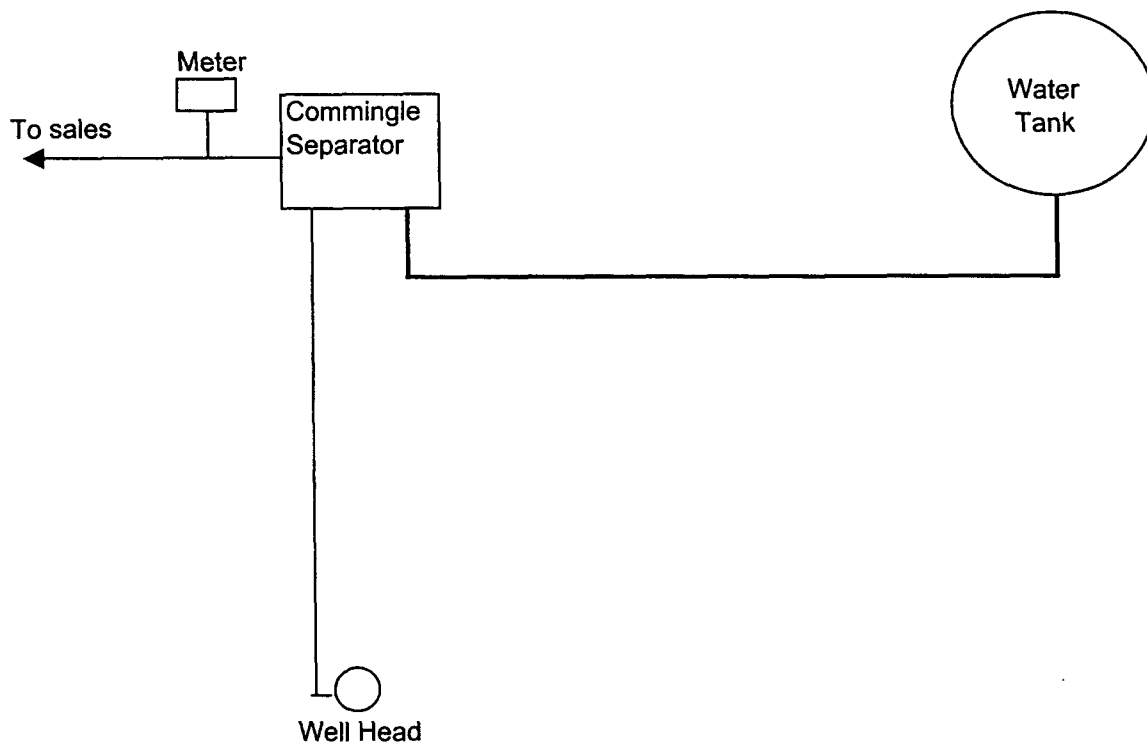 Meter
To sales
Commingle
Separator
Water
Tank
Well Head